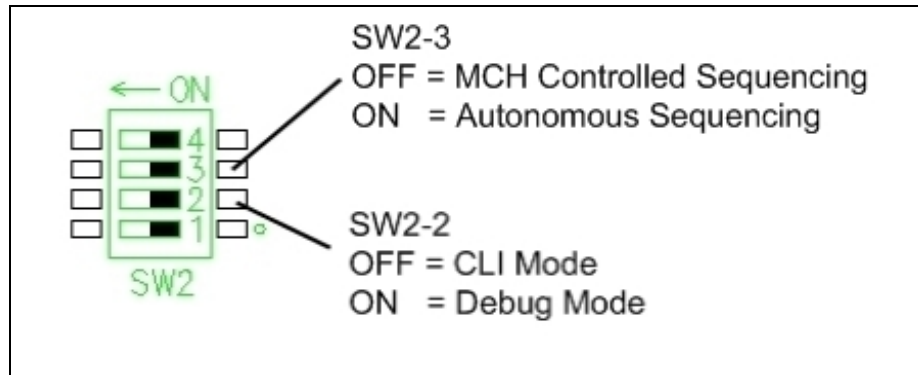 SW2-3
OFF = MCH Controlled Sequencing
ON = Autonomous Sequencing
← ON
4
3
2
1
SW2
SW2-2
OFF = CLI Mode
ON = Debug Mode